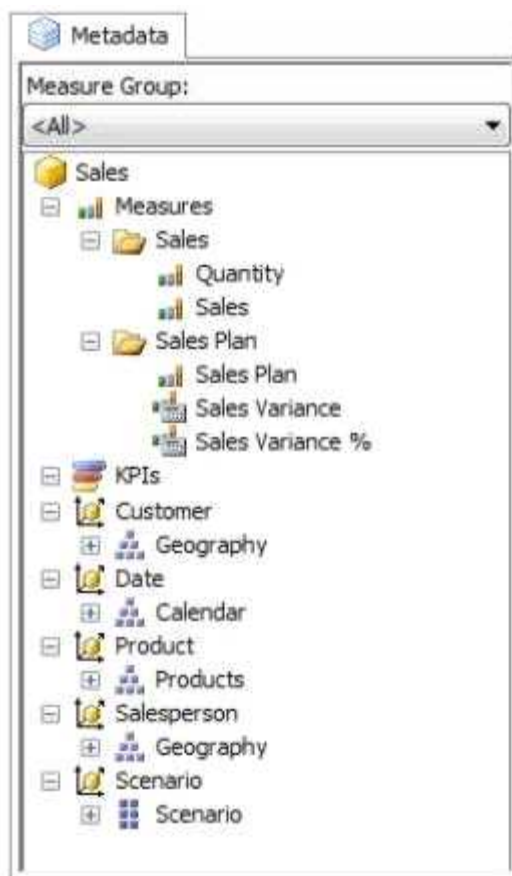 Metadata
Measure Group:
<All>
Sales
Measures
Sales
Quantity
Sales
Sales Plan
Sales Plan
Sales Variance
Sales Variance %
KPIs
Customer
Geography
Date
Calendar
Product
Products
Salesperson
Geography
Scenario
Scenario